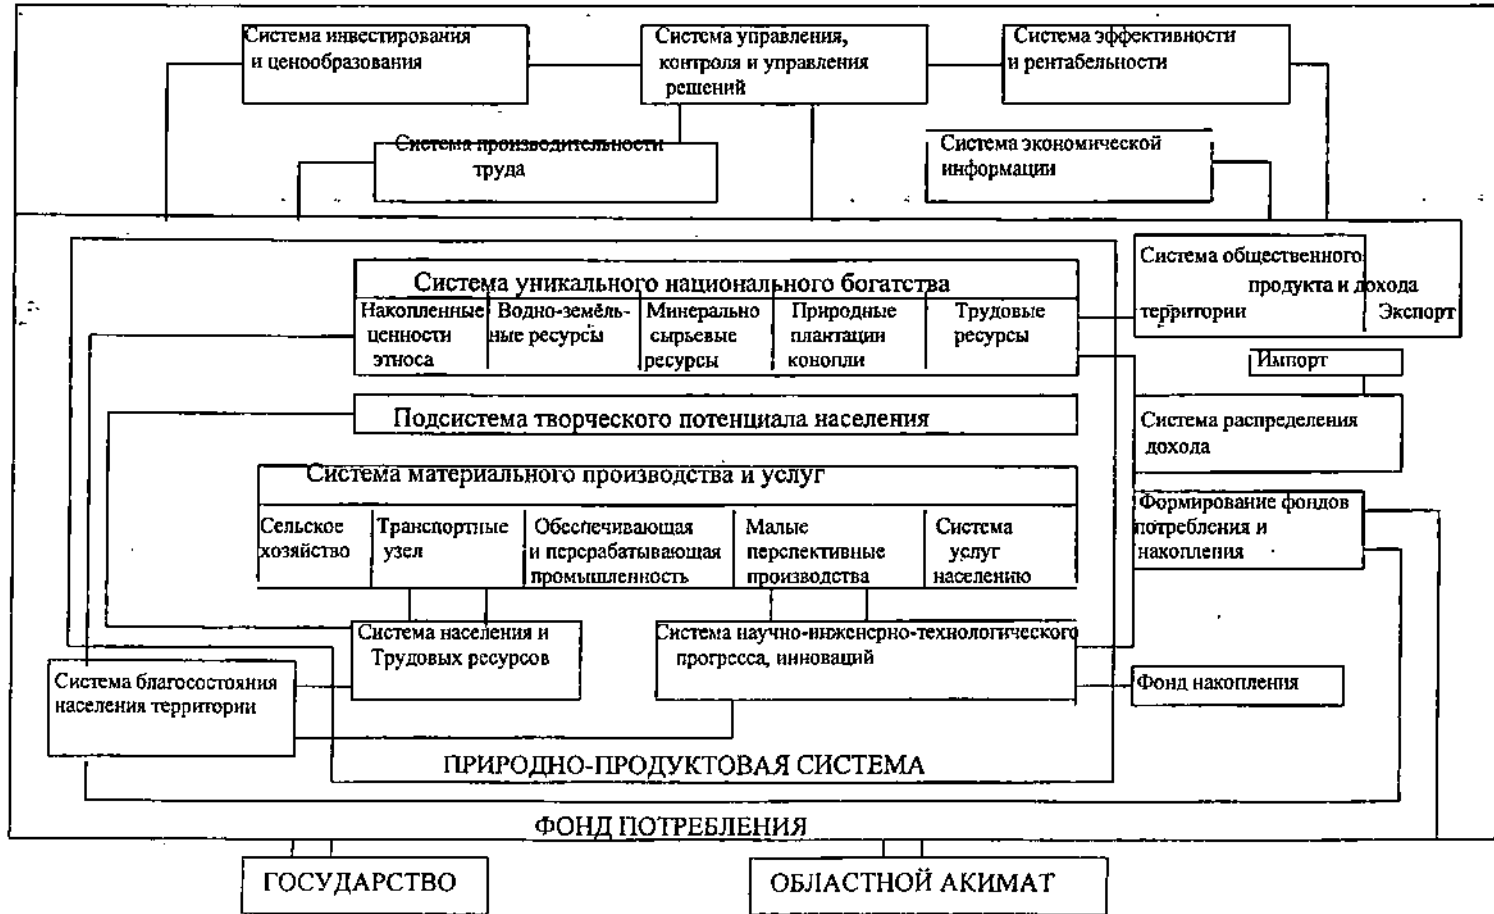 Система инвестирования
и ценообразования
Система управления,
контроля и управления
решений
Система эффективности
и рентабельности
Система производительности
труда
Система экономической
информации
Система уникального национального богатства
Накопленные
ценности
этноса
Водно-земель-
ные ресурсы
Минерально
сырьевые
ресурсы
Природные
плантации
конопли
Трудовые
ресурсы
Система общественного
продукта и дохода
территории
Экспорт
Импорт
Подсистема творческого потенциала населения
Система распределения
дохода
Система материального производства и услуг
Сельское
хозяйство
Транспортные
узел
Обеспечивающая
и перерабатывающая
промышленность
Малые
перспективные
производства
Система
услуг
населению
Формирование фондов
потребления и
накопления
Система населения и
Трудовых ресурсов
Система научно-инженерно-технологического
прогресса, инноваций
Система благосостояния
населения территории
Фонд накопления
ПРИРОДНО-ПРОДУКТОВАЯ СИСТЕМА
ФОНД ПОТРЕБЛЕНИЯ
ГОСУДАРСТВО
ОБЛАСТНОЙ АКИМАТ